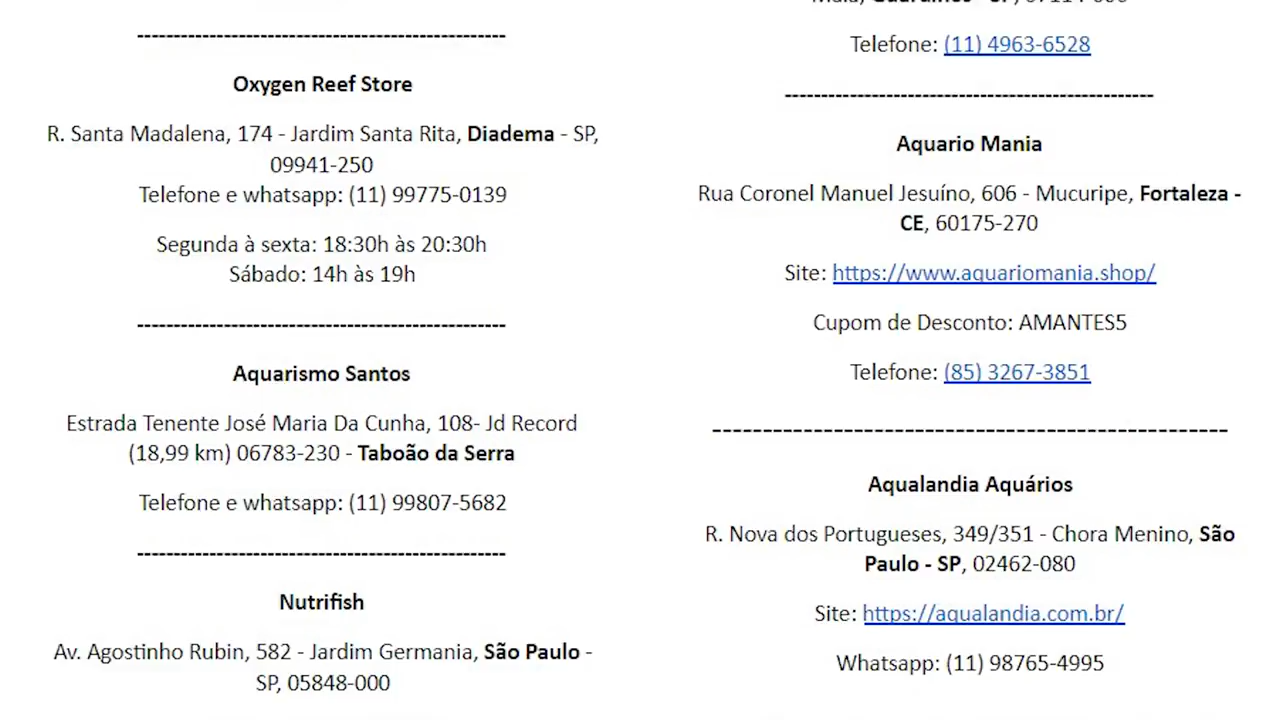 -------------------------------------------------
Oxygen Reef Store
R. Santa Madalena, 174 - Jardim Santa Rita, Diadema - SP,
09941-250
Telefone e whatsapp: (11) 99775-0139
Segunda à sexta: 18:30h às 20:30h
Sábado: 14h às 19h
-------------------------------------------------
Aquarismo Santos
Estrada Tenente José Maria Da Cunha, 108- Jd Record
(18,99 km) 06783-230 - Taboão da Serra
Telefone e whatsapp: (11) 99807-5682
-------------------------------------------------
Nutrifish
Av. Agostinho Rubin, 582 - Jardim Germania, São Paulo -
SP, 05848-000
Telefone: (11) 4963-6528
-------------------------------------------------
Aquario Mania
Rua Coronel Manuel Jesuíno, 606 - Mucuripe, Fortaleza -
CE, 60175-270
Site: https://www.aquariomania.shop/
Cupom de Desconto: AMANTES5
Telefone: (85) 3267-3851
---------------------------------------------------
Aqualandia Aquários
R. Nova dos Portugueses, 349/351 - Chora Menino, São
Paulo - SP, 02462-080
Site: https://aqualandia.com.br/
Whatsapp: (11) 98765-4995